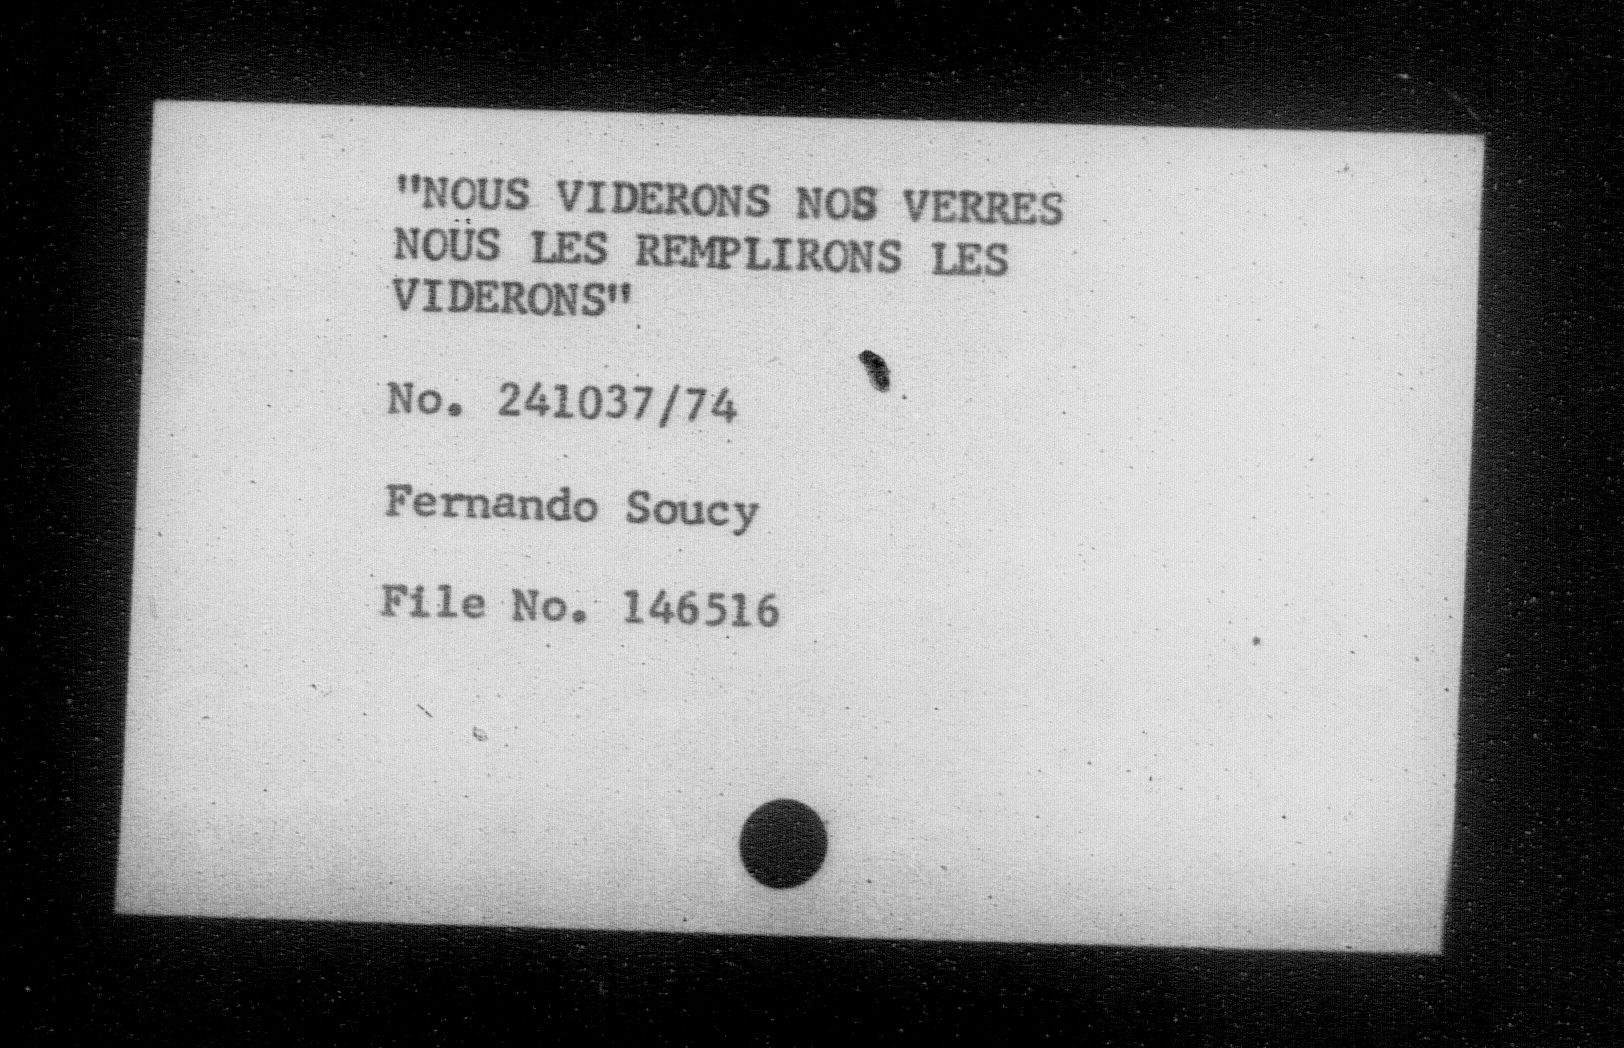 "NOUS VIDERONS NOS VERRES
NOUS LES REMPLIRONS LES
VIDERONS"
No. 241037/74
Fernando Soucy
File No. 146516